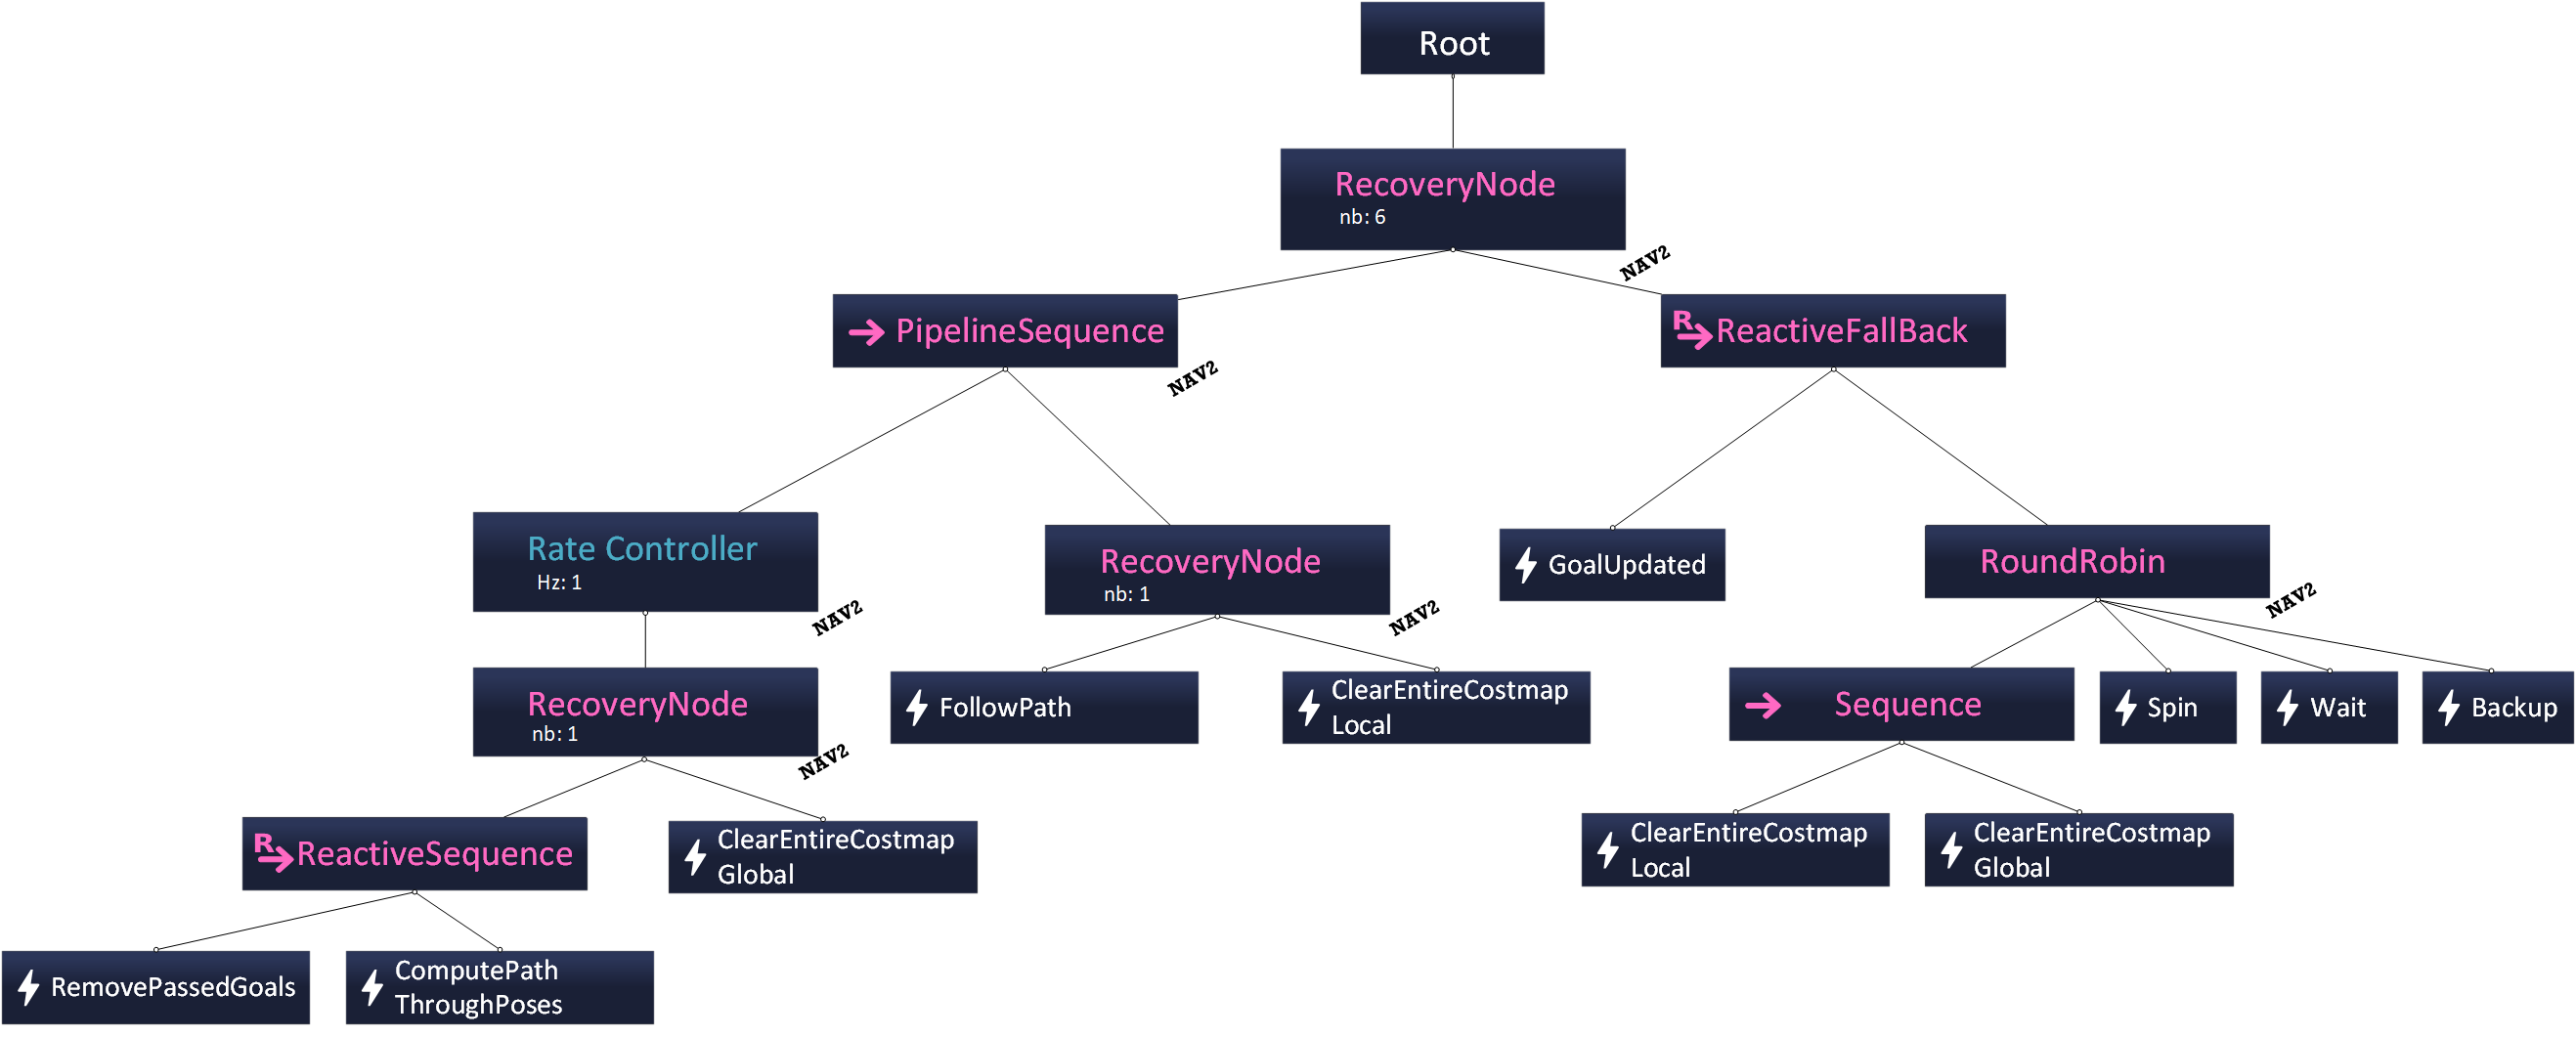 Root
RecoveryNode
nb: 6
NAV2
PipelineSequence
NAV2
R
ReactiveFallBack
Rate Controller
Hz: 1
NAV2
RecoveryNode
nb: 1
NAV2
GoalUpdated
RoundRobin
NAV2
RecoveryNode
nb: 1
NAV2
FollowPath
ClearEntireCostmap
Local
Sequence
Spin
Wait
Backup
R
ReactiveSequence
ClearEntireCostmap
Global
ClearEntireCostmap
Local
ClearEntireCostmap
Global
RemovePassedGoals
ComputePath
ThroughPoses